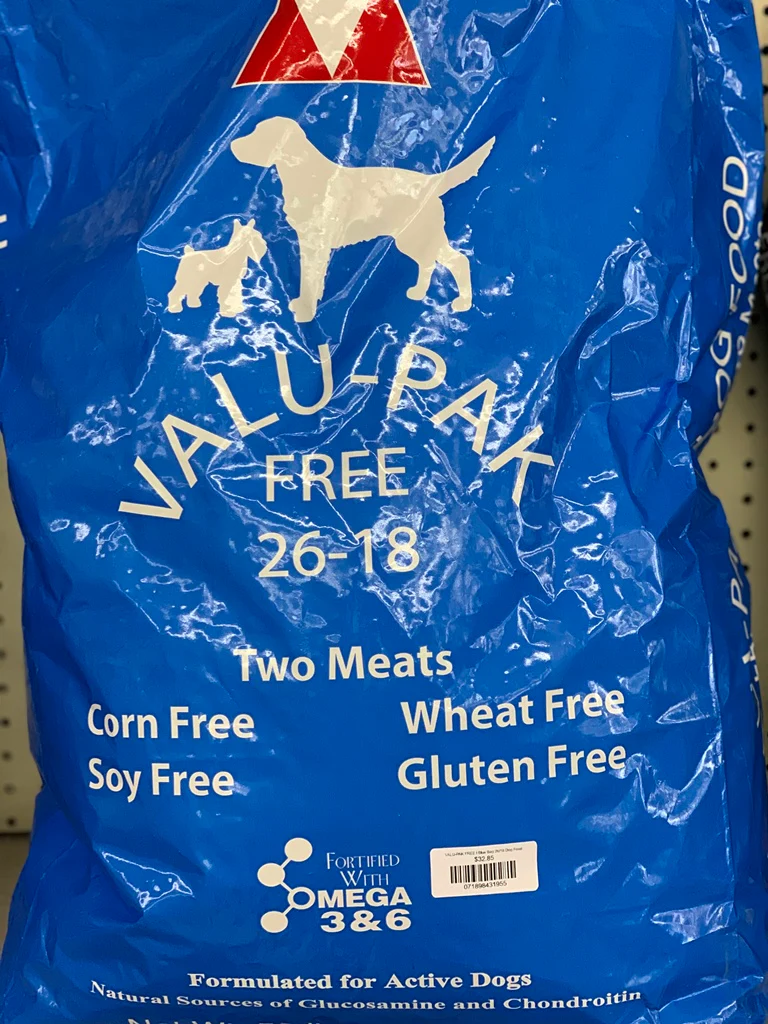 VALU-PAK
FREE
26-18
Two Meats
Corn Free
Wheat Free
Soy Free
Gluten Free
FORTIFIED
WITH
OMEGA
3&6
$32.85
071898431955
Formulated for Active Dogs
Natural Sources of Glucosamine and Chondroitin
DOG FOOD